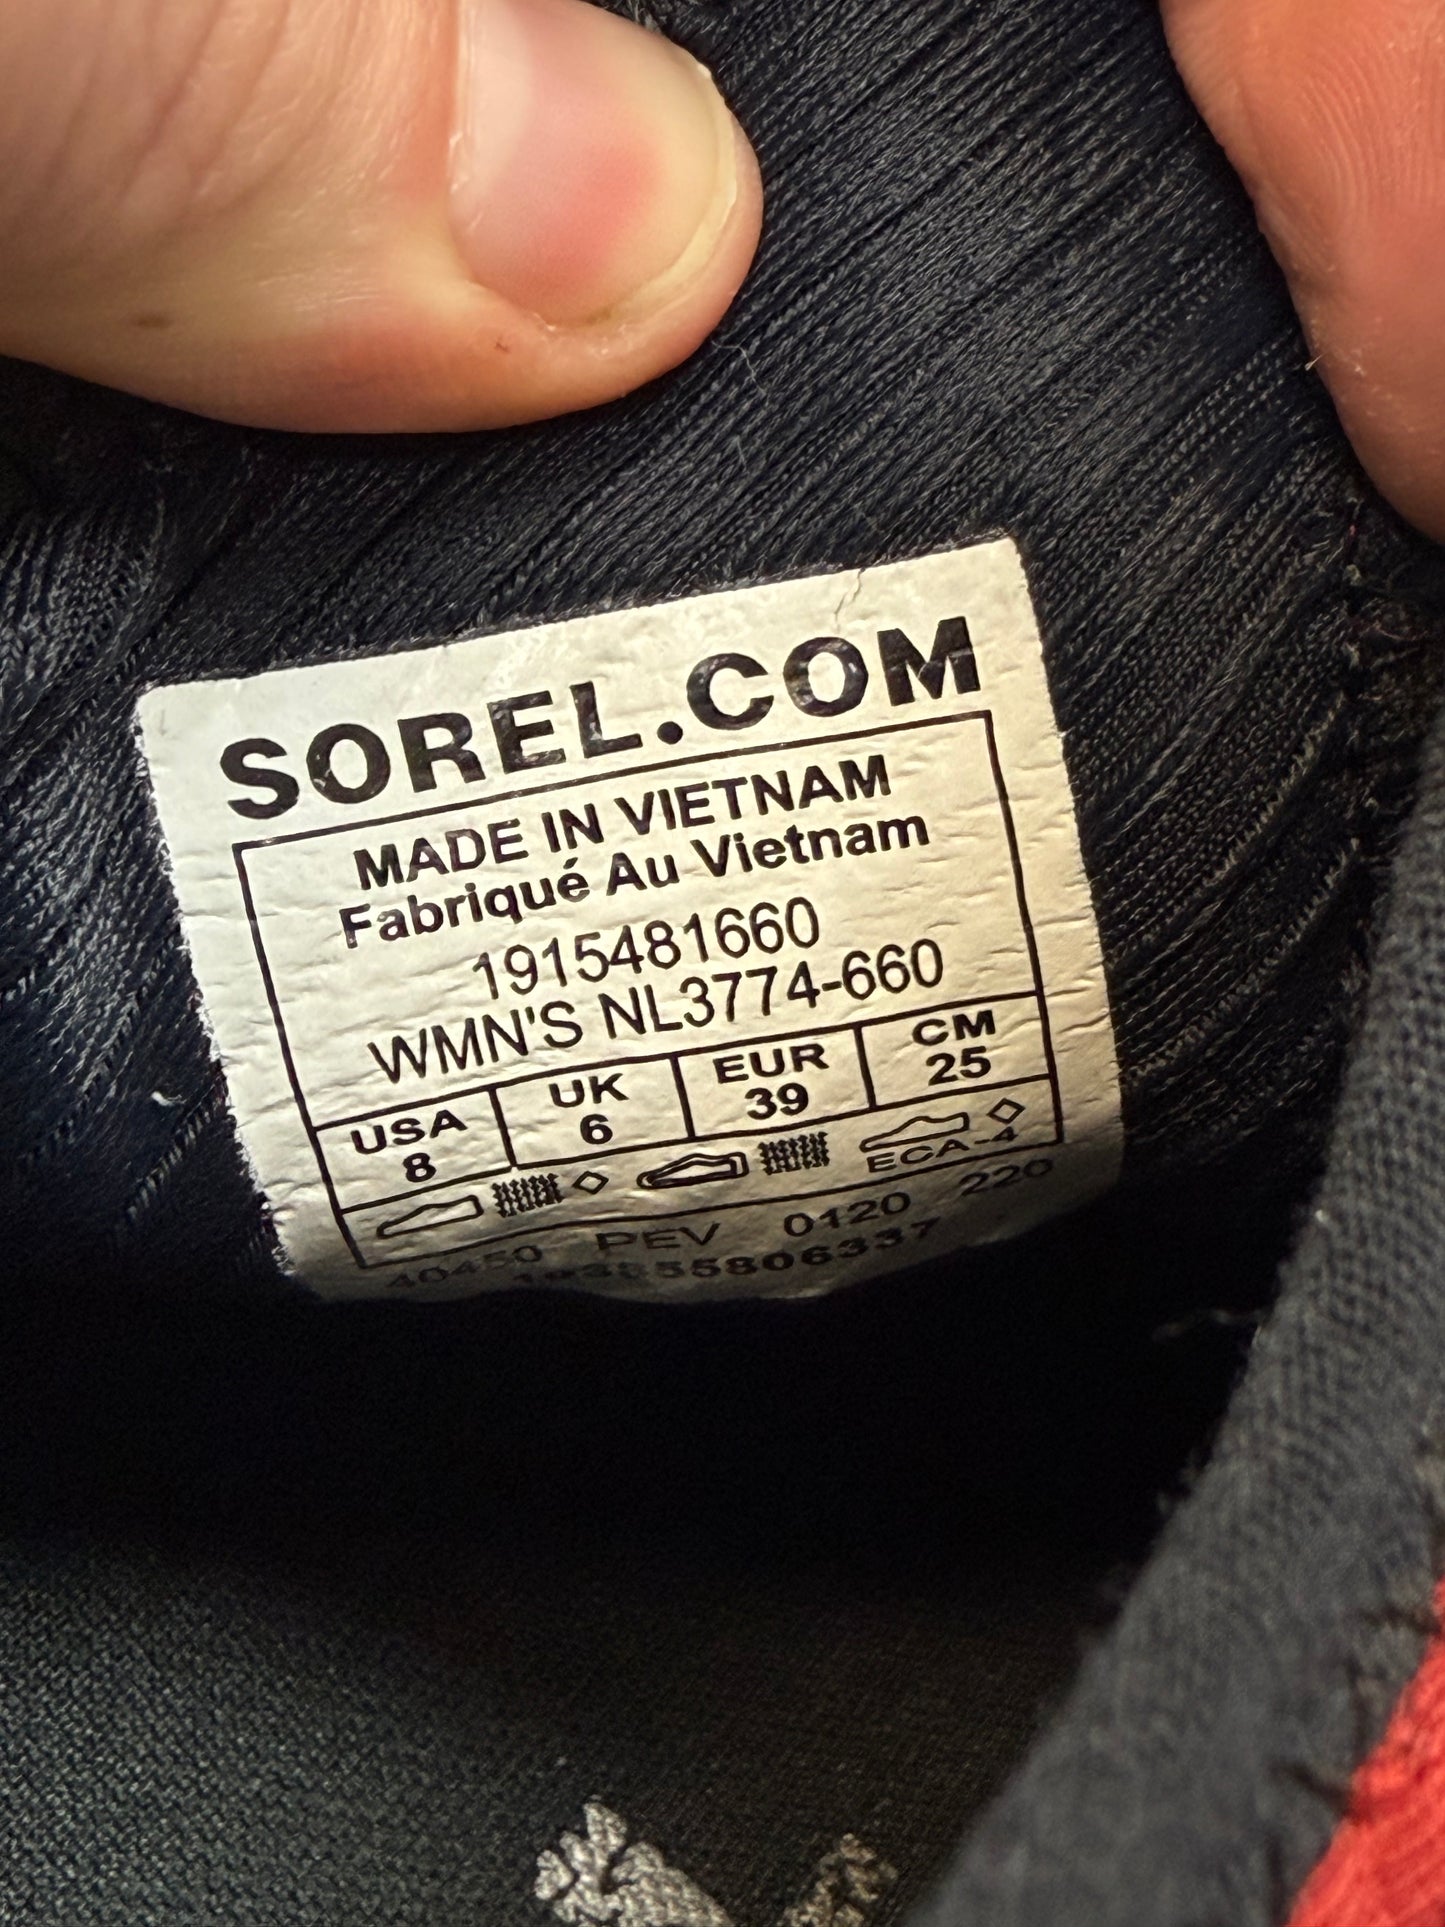 SOREL.COM
MADE IN VIETNAM
Fabriqué Au Vietnam
1915481660
WMN'S NL3774-660
USA UK EUR CM
8 6 39 25
ECA-4
40450 PEV 0120 220